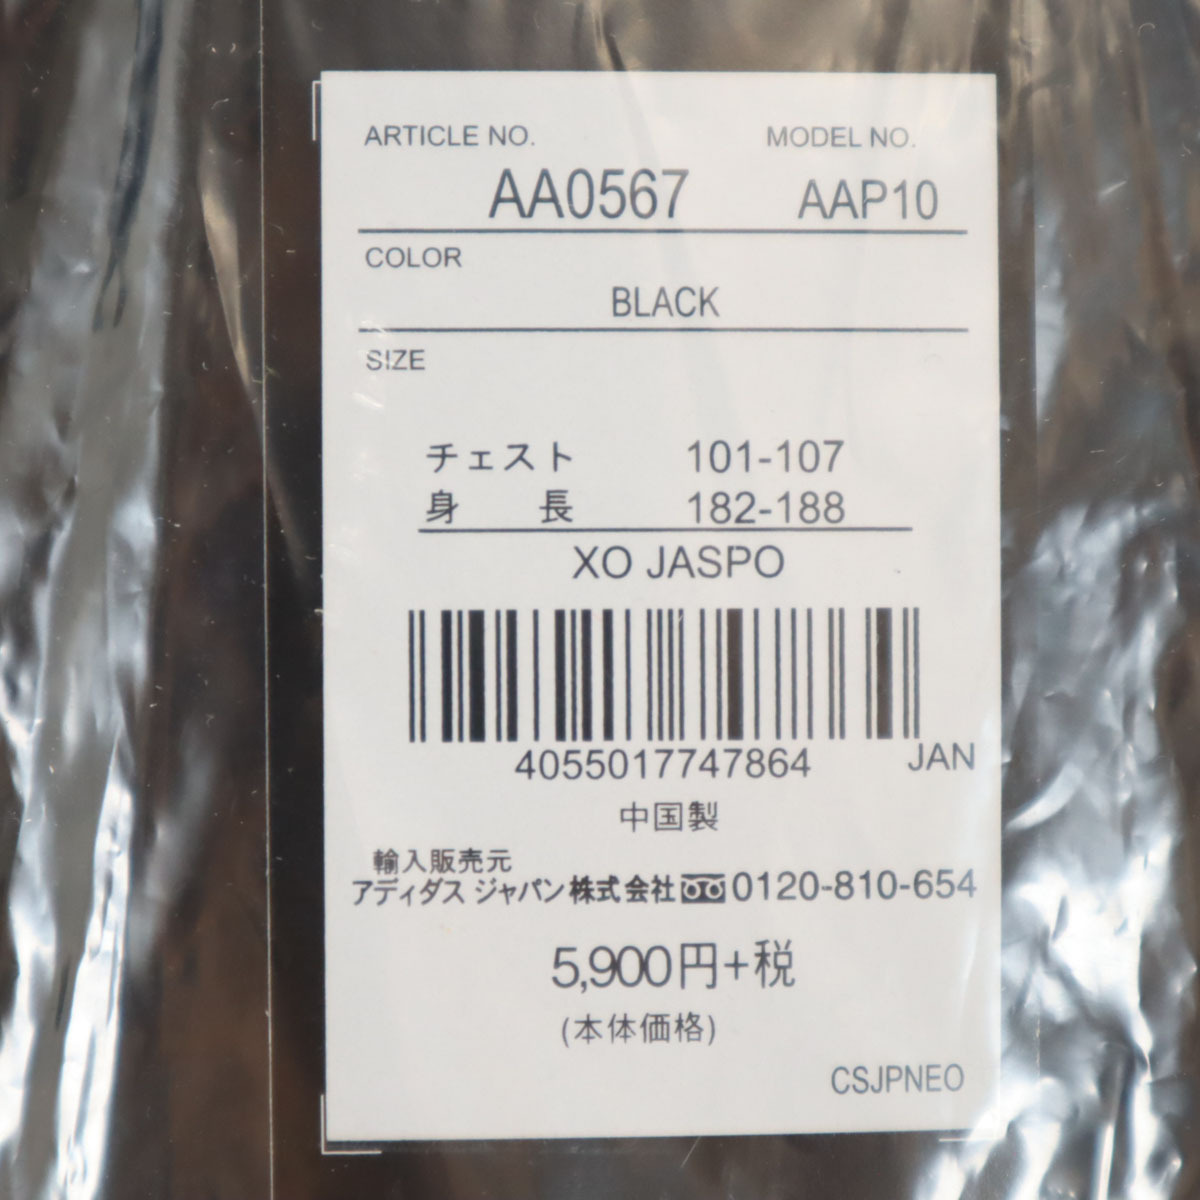 ARTICLE NO. MODEL NO.
AA0567 AAP10
COLOR
BLACK
SIZE
チェスト 101-107
身 長 182-188
XO JASPO
4055017747864 JAN
中国製
輸入販売元
アディダス ジャパン株式会社 0120-810-654
5,900円+税
(本体価格)
CSJPNEO